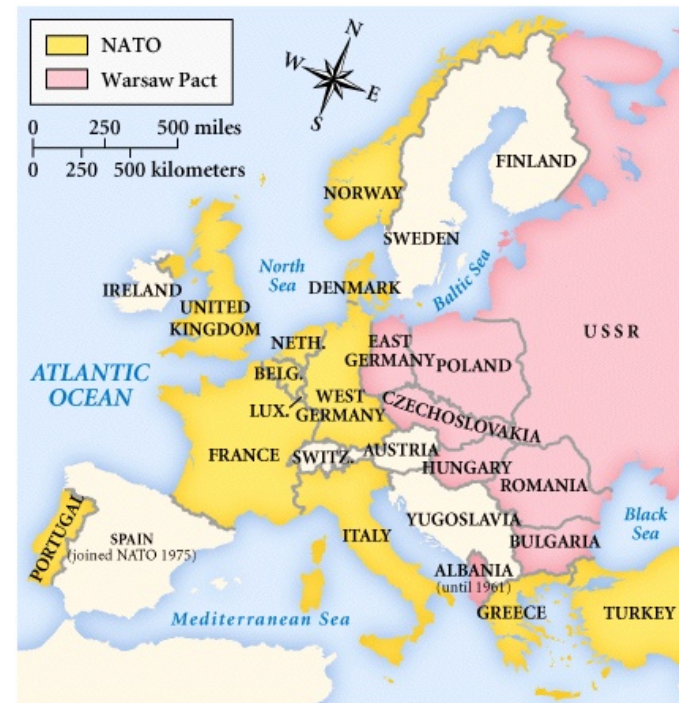 NATO
Warsaw Pact
N
W
E
S
0 250 500 miles
0 250 500 kilometers
FINLAND
NORWAY
SWEDEN
North
Sea
Baltic Sea
DENMARK
IRELAND
UNITED
KINGDOM
USSR
NETH.
EAST
GERMANY
POLAND
ATLANTIC
OCEAN
BELG.
LUX.
WEST
GERMANY
CZECHOSLOVAKIA
FRANCE
SWITZ.
AUSTRIA
HUNGARY
ROMANIA
PORTUGAL
SPAIN
(joined NATO 1975)
ITALY
YUGOSLAVIA
BULGARIA
Black
Sea
ALBANIA
(until 1961)
Mediterranean Sea
GREECE
TURKEY